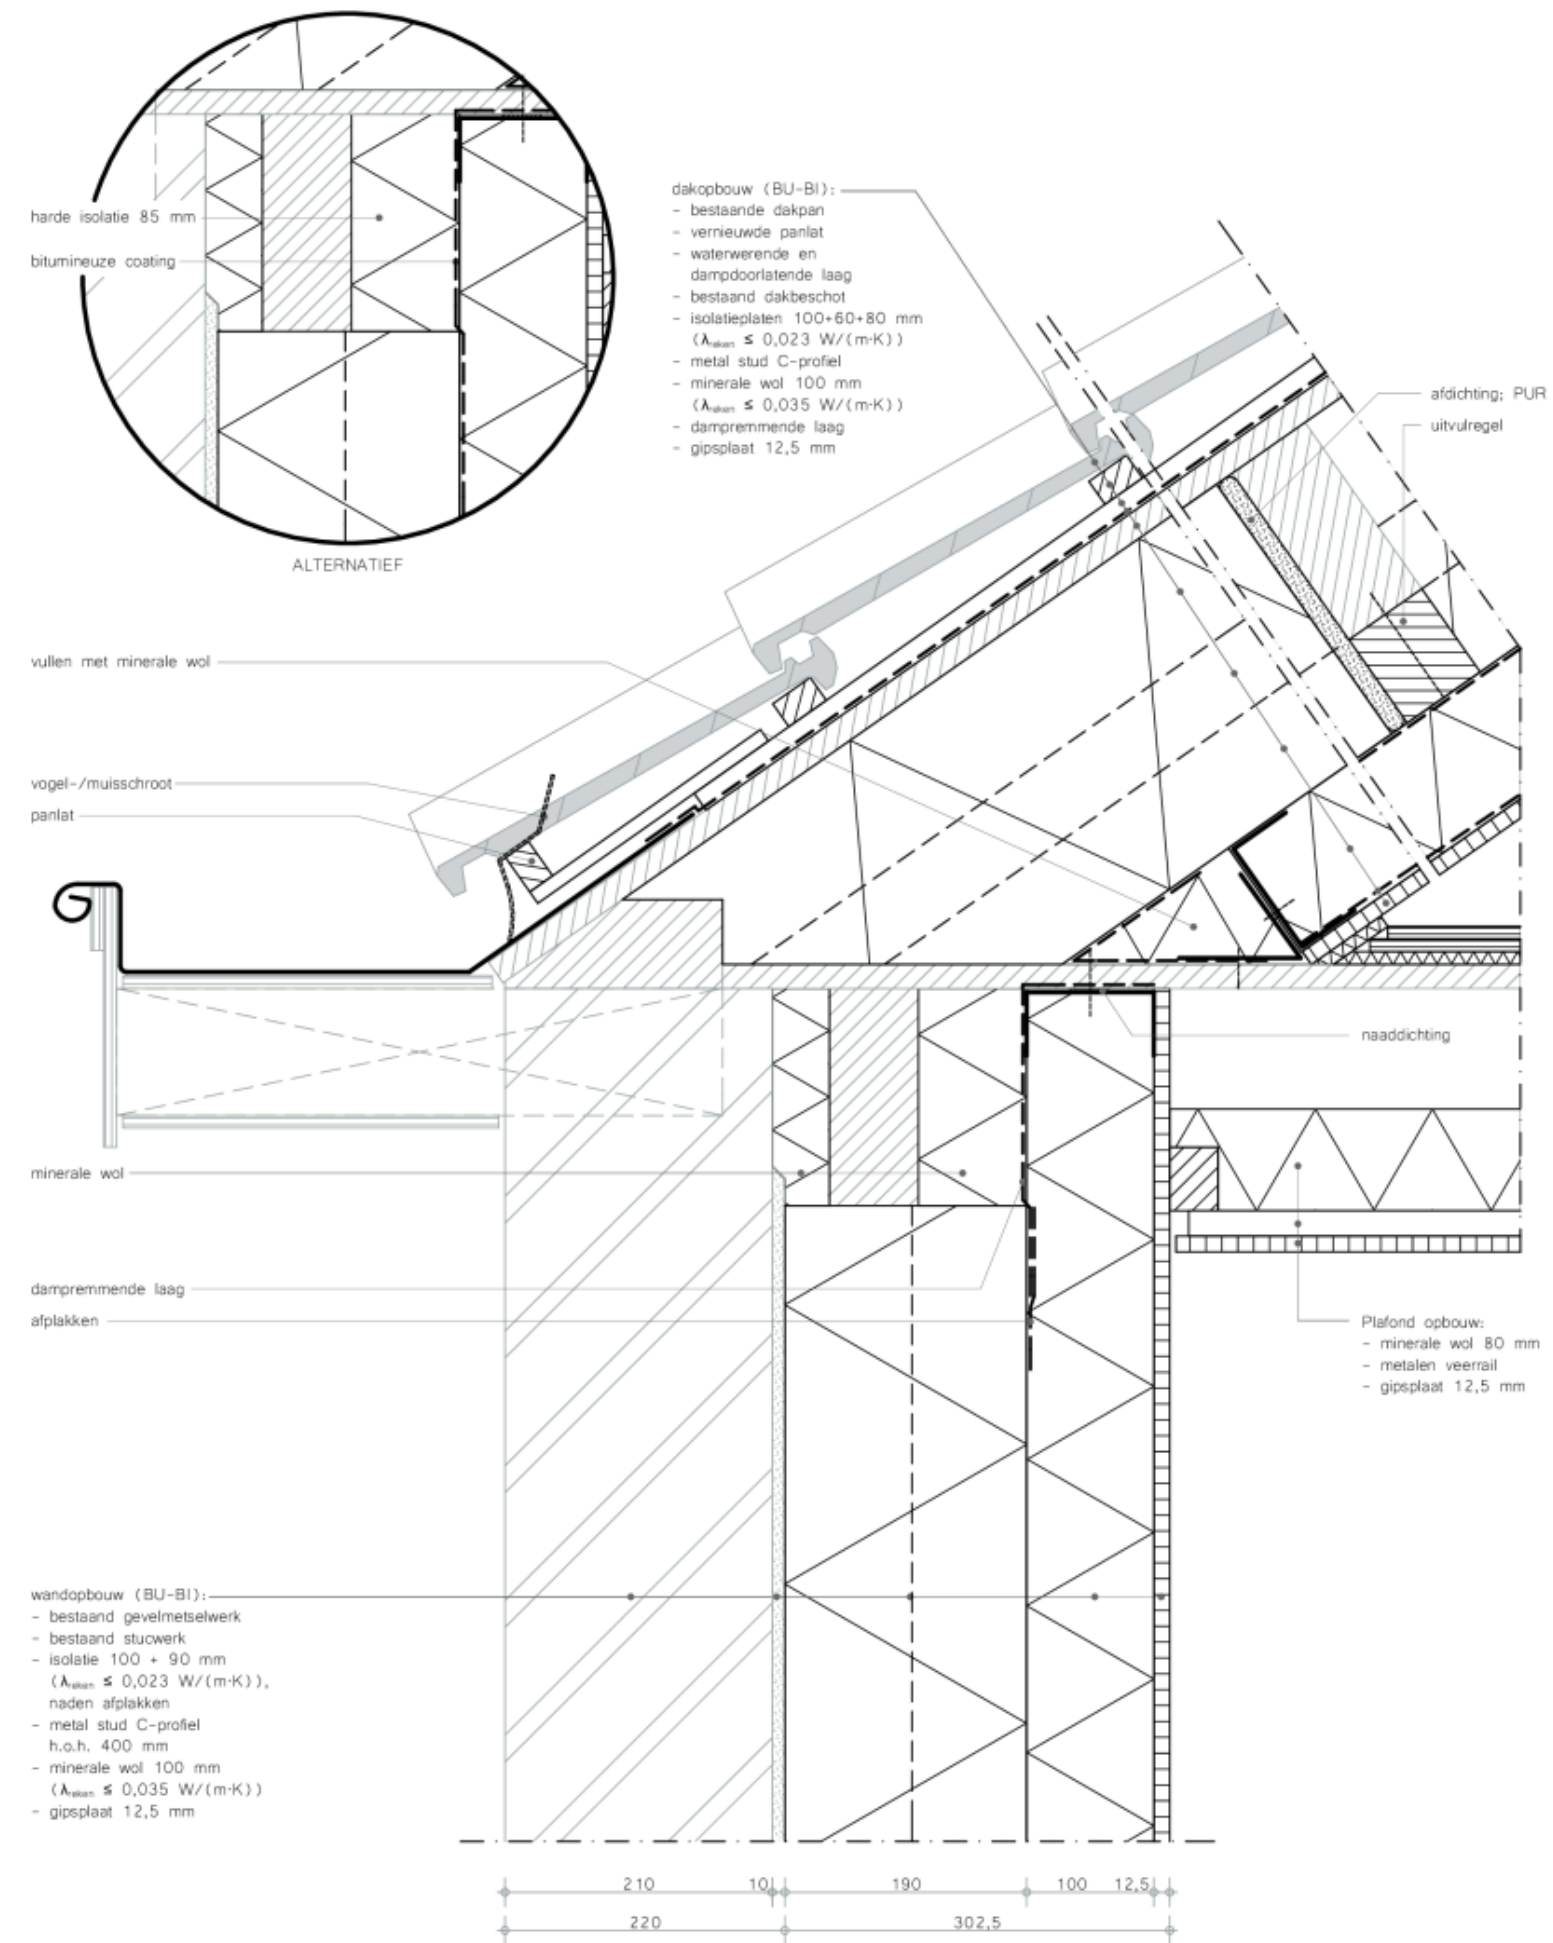 harde isolatie 85 mm
bitumineuze coating
ALTERNATIEF
dakopbouw (BU-BI):
- bestaande dakpan
- vernieuwde panlat
- waterwerende en
dampdoorlatende laag
- bestaand dakbeschot
- isolatieplaten 100+60+80 mm
(λreken ≤ 0,023 W/(m·K))
- metal stud C-profiel
- minerale wol 100 mm
(λreken ≤ 0,035 W/(m·K))
- dampremmende laag
- gipsplaat 12,5 mm
afdichting; PUR
uitvulregel
vullen met minerale wol
vogel-/muisschroot
panlat
naaddichting
minerale wol
dampremmende laag
afplakken
Plafond opbouw:
- minerale wol 80 mm
- metalen veerrail
- gipsplaat 12,5 mm
wandopbouw (BU-BI):
- bestaand gevelmetselwerk
- bestaand stucwerk
- isolatie 100 + 90 mm
(λreken ≤ 0,023 W/(m·K)),
naden afplakken
- metal stud C-profiel
h.o.h. 400 mm
- minerale wol 100 mm
(λreken ≤ 0,035 W/(m·K))
- gipsplaat 12,5 mm
210 10 190 100 12,5
220 302,5